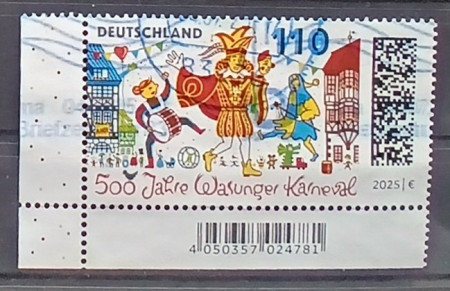 DEUTSCHLAND 110
500 Jahre Wasunger Karneval
2025 | €
4 050357 024781